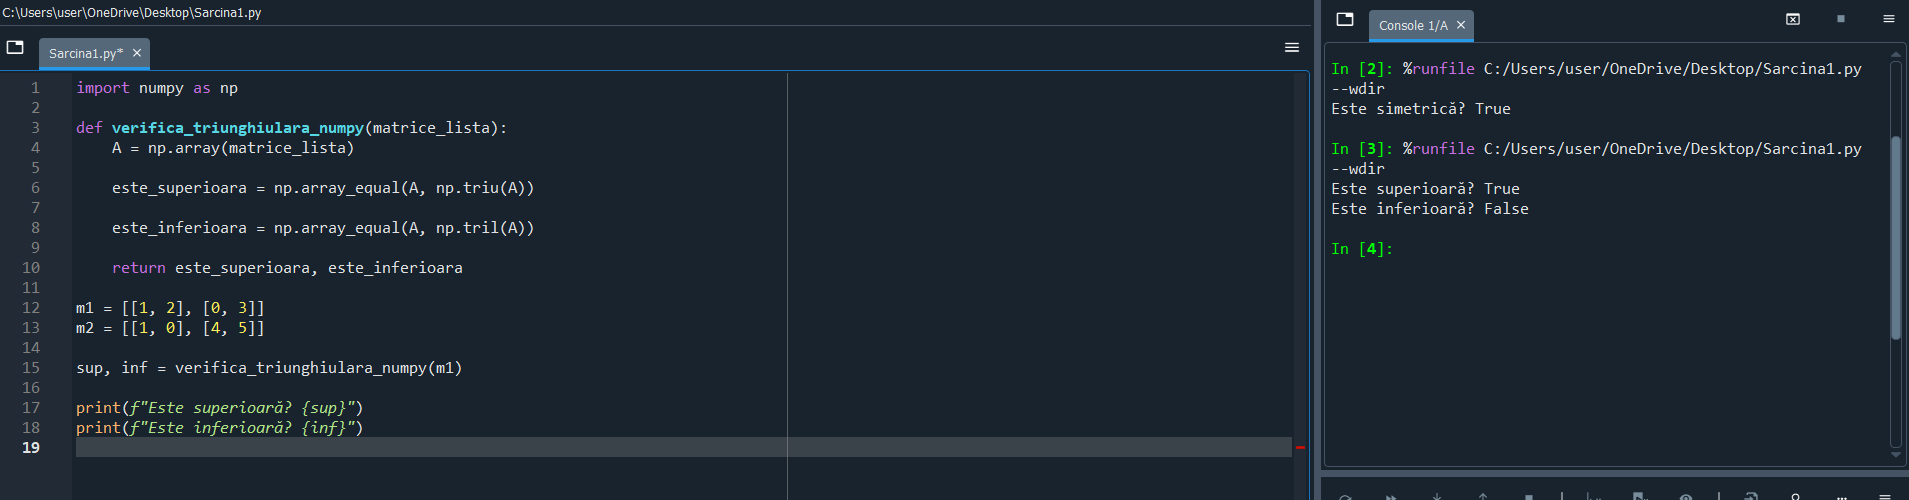 C:\Users\user\OneDrive\Desktop\Sarcina1.py
Sarcina1.py*
1 import numpy as np
2
3 def verifica_triunghiulara_numpy(matrice_lista):
4     A = np.array(matrice_lista)
5
6     este_superioara = np.array_equal(A, np.triu(A))
7
8     este_inferioara = np.array_equal(A, np.tril(A))
9
10     return este_superioara, este_inferioara
11
12 m1 = [[1, 2], [0, 3]]
13 m2 = [[1, 0], [4, 5]]
14
15 sup, inf = verifica_triunghiulara_numpy(m1)
16
17 print(f"Este superioară? {sup}")
18 print(f"Este inferioară? {inf}")
19
Console 1/A
In [2]: %runfile C:/Users/user/OneDrive/Desktop/Sarcina1.py
--wdir
Este simetrică? True
In [3]: %runfile C:/Users/user/OneDrive/Desktop/Sarcina1.py
--wdir
Este superioară? True
Este inferioară? False
In [4]: